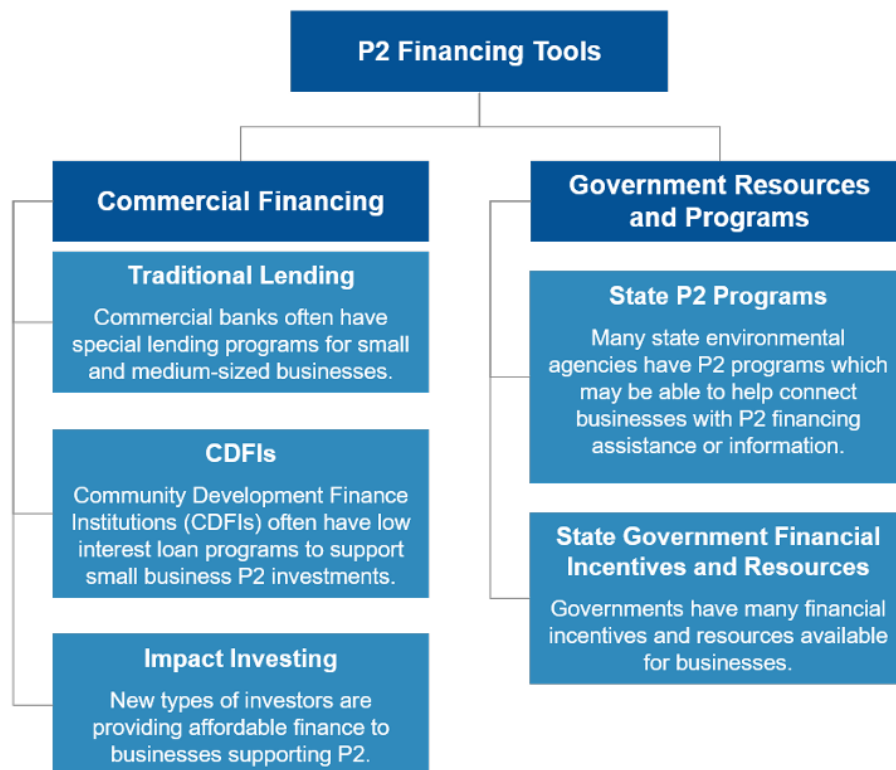 P2 Financing Tools
Commercial Financing
Traditional Lending
Commercial banks often have
special lending programs for small
and medium-sized businesses.
CDFIs
Community Development Finance
Institutions (CDFIs) often have low
interest loan programs to support
small business P2 investments.
Impact Investing
New types of investors are
providing affordable finance to
businesses supporting P2.
Government Resources
and Programs
State P2 Programs
Many state environmental
agencies have P2 programs which
may be able to help connect
businesses with P2 financing
assistance or information.
State Government Financial
Incentives and Resources
Governments have many financial
incentives and resources available
for businesses.